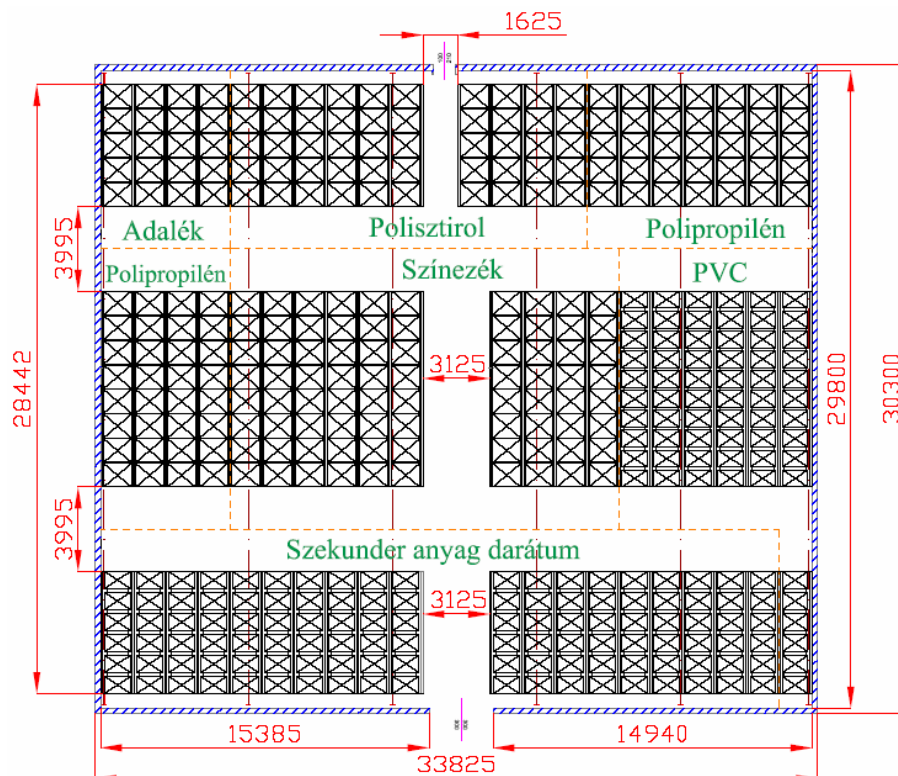 1625
Adalék
Polisztirol
Polipropilén
3995
Polipropilén
Színezék
PVC
28442
3125
29800
30300
3995
Szekunder anyag darátum
3125
15385
14940
33825